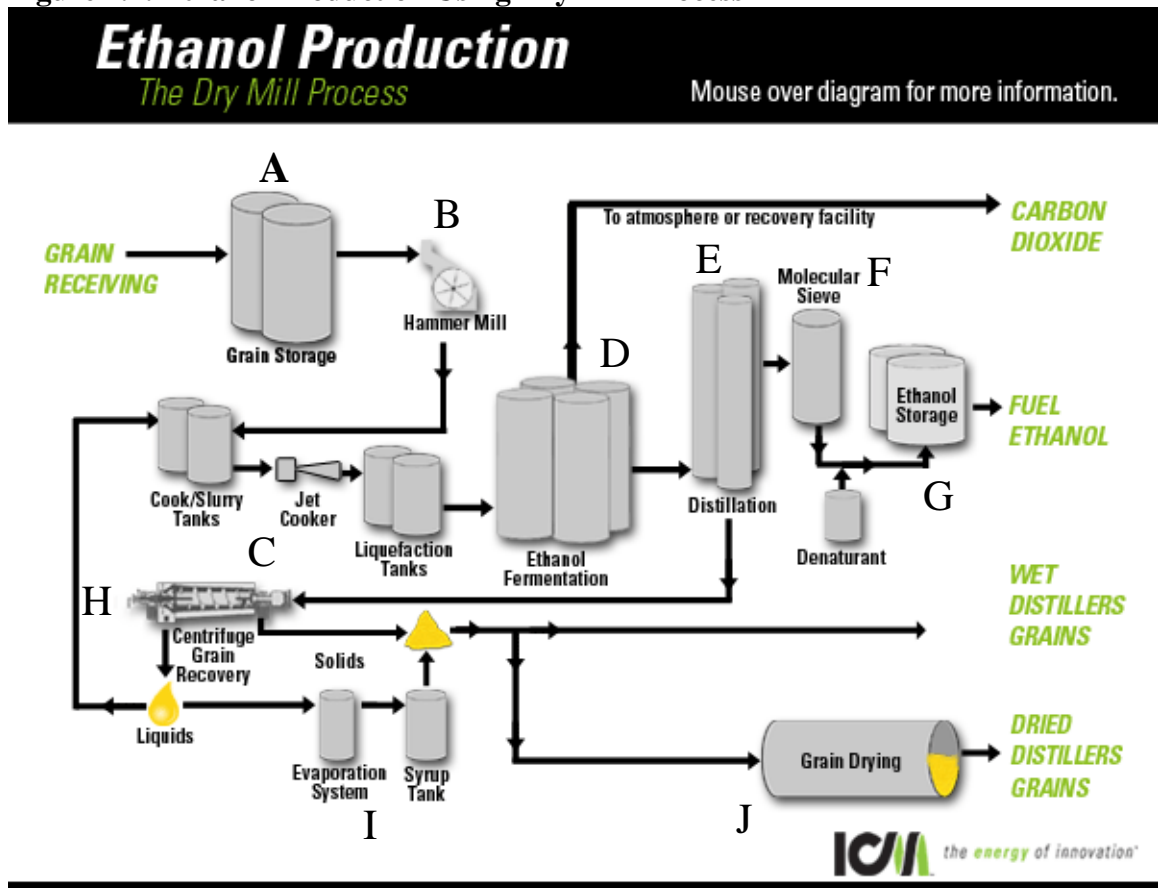 Ethanol Production
The Dry Mill Process
Mouse over diagram for more information.
A
B
GRAIN
RECEIVING
Grain Storage
Hammer Mill
To atmosphere or recovery facility
CARBON
DIOXIDE
E
Molecular
Sieve
F
D
Ethanol
Storage
FUEL
ETHANOL
Cook/Slurry
Tanks
Jet
Cooker
Liquefaction
Tanks
Ethanol
Fermentation
Distillation
G
Denaturant
C
H
Centrifuge
Grain
Recovery
Solids
WET
DISTILLERS
GRAINS
Liquids
Evaporation
System
Syrup
Tank
I
Grain Drying
J
DRIED
DISTILLERS
GRAINS
ICM the energy of innovation